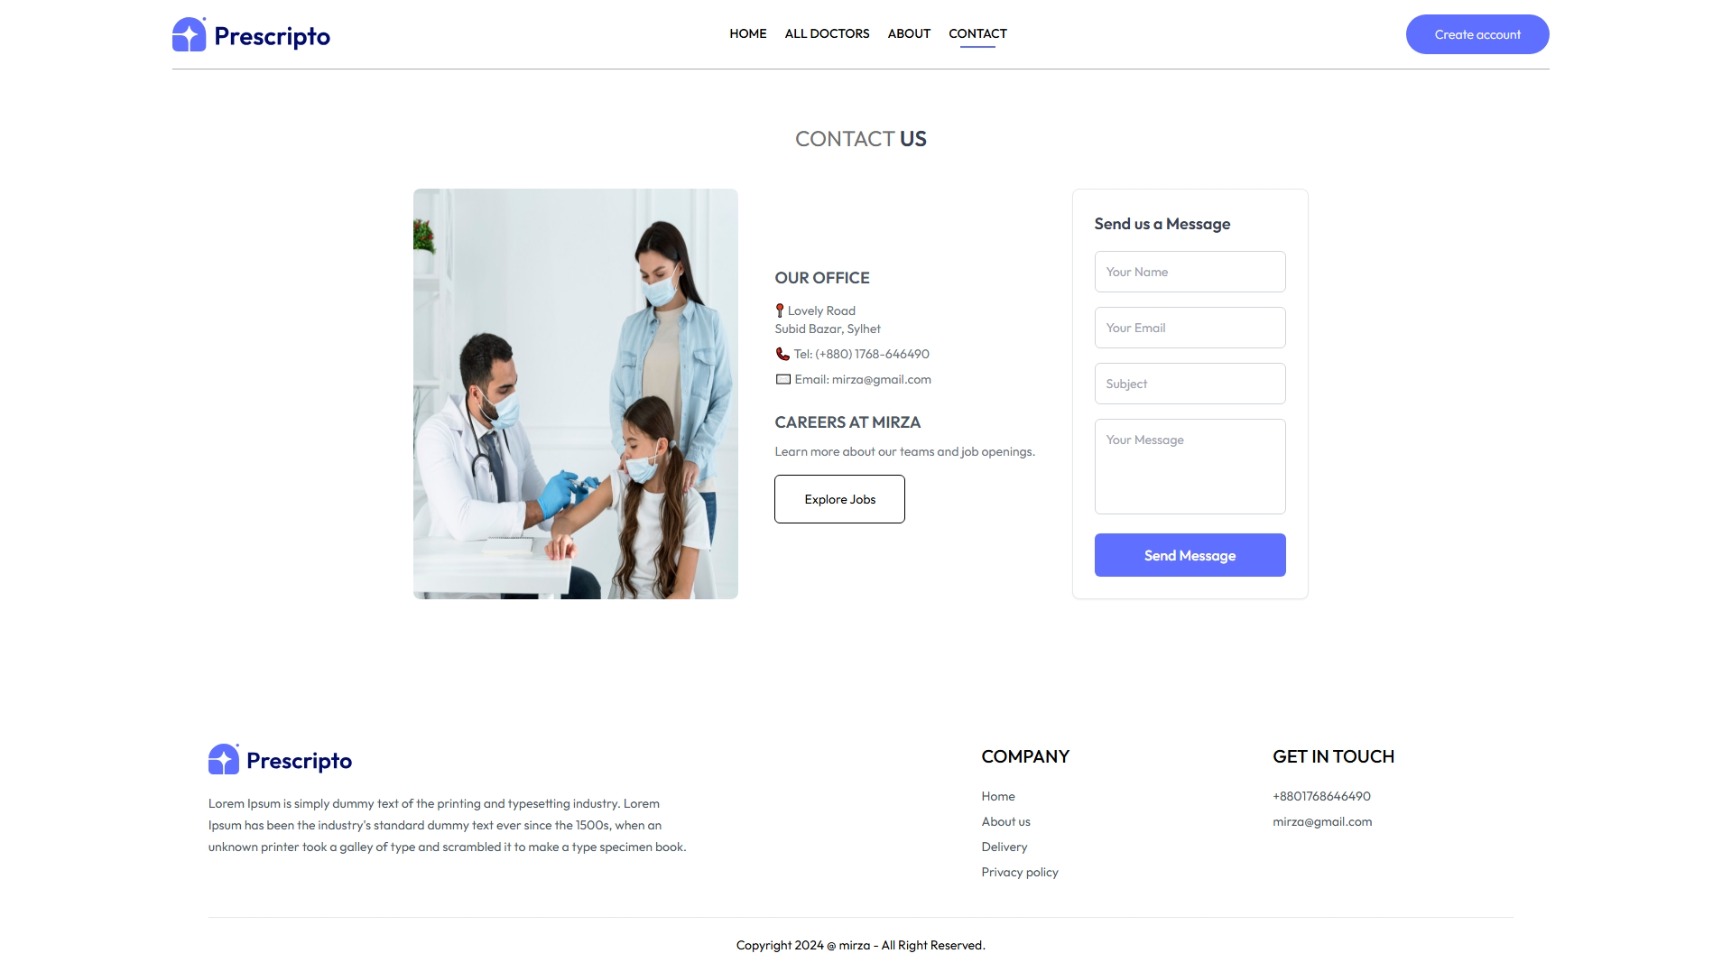 Prescripto
HOME ALL DOCTORS ABOUT CONTACT
Create account
CONTACT US
OUR OFFICE
📍Lovely Road
Subid Bazar, Sylhet
📞 Tel: (+880) 1768-646490
Email: mirza@gmail.com
CAREERS AT MIRZA
Learn more about our teams and job openings.
Explore Jobs
Send us a Message
Your Name
Your Email
Subject
Your Message
Send Message
Prescripto
Lorem Ipsum is simply dummy text of the printing and typesetting industry. Lorem
Ipsum has been the industry's standard dummy text ever since the 1500s, when an
unknown printer took a galley of type and scrambled it to make a type specimen book.
COMPANY
Home
About us
Delivery
Privacy policy
GET IN TOUCH
+8801768646490
mirza@gmail.com
Copyright 2024 @ mirza - All Right Reserved.